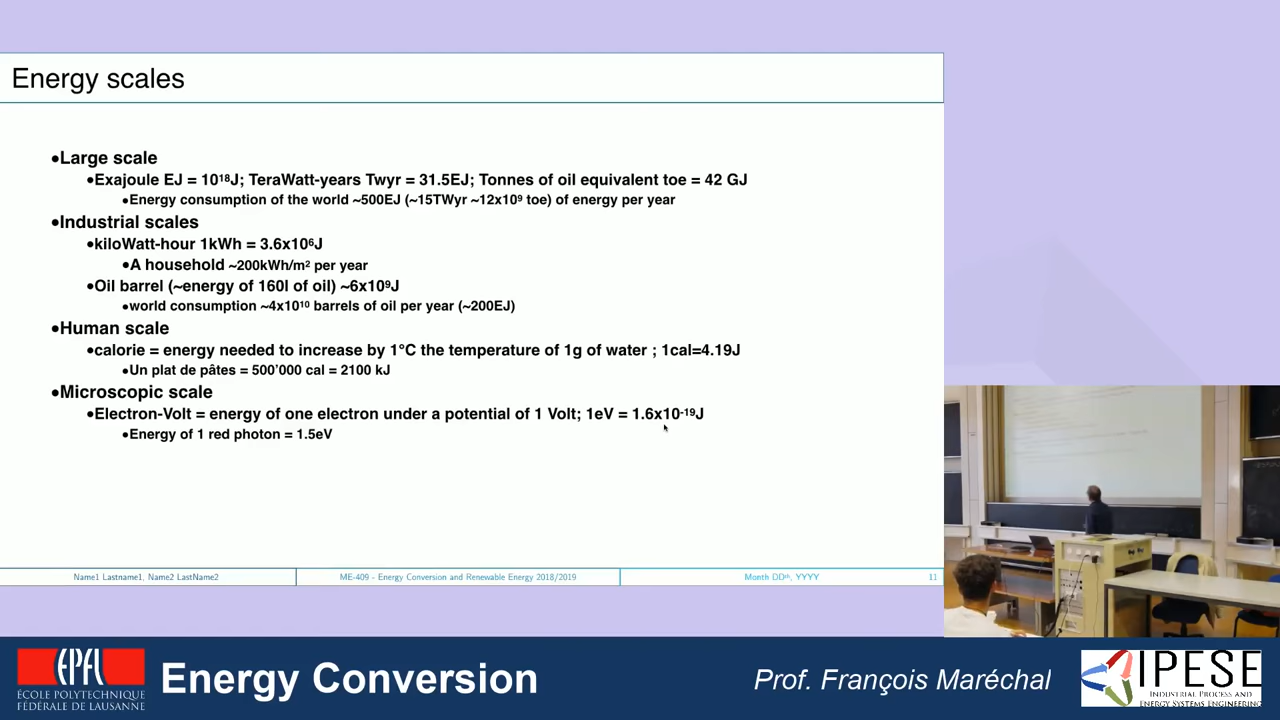 Energy scales
•Large scale
•Exajoule EJ = 10¹⁸J; TeraWatt-years Twyr = 31.5EJ; Tonnes of oil equivalent toe = 42 GJ
•Energy consumption of the world ~500EJ (~15TWyr ~12x10⁹ toe) of energy per year
•Industrial scales
•kiloWatt-hour 1kWh = 3.6x10⁶J
•A household ~200kWh/m² per year
•Oil barrel (~energy of 160l of oil) ~6x10⁹J
•world consumption ~4x10¹⁰ barrels of oil per year (~200EJ)
•Human scale
•calorie = energy needed to increase by 1°C the temperature of 1g of water ; 1cal=4.19J
•Un plat de pâtes = 500'000 cal = 2100 kJ
•Microscopic scale
•Electron-Volt = energy of one electron under a potential of 1 Volt; 1eV = 1.6x10⁻¹⁹J
•Energy of 1 red photon = 1.5eV
Name1 Lastname1, Name2 LastName2
ME-409 - Energy Conversion and Renewable Energy 2018/2019
Month DDᵗʰ, YYYY
11
EPFL
ÉCOLE POLYTECHNIQUE
FÉDÉRALE DE LAUSANNE
Energy Conversion
Prof. François Maréchal
IPESE
Industrial Process and
Energy Systems Engineering